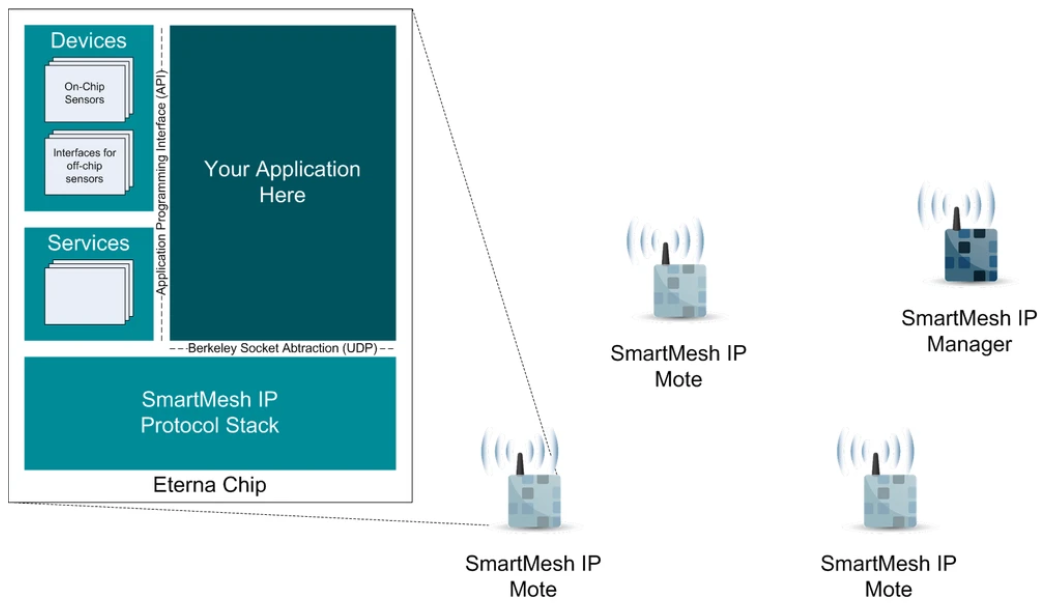 Devices
On-Chip
Sensors
Interfaces for
off-chip
sensors
Services
Application Programming Interface (API)
Your Application
Here
Berkeley Socket Abtraction (UDP)
SmartMesh IP
Protocol Stack
Eterna Chip
SmartMesh IP
Mote
SmartMesh IP
Manager
SmartMesh IP
Mote
SmartMesh IP
Mote